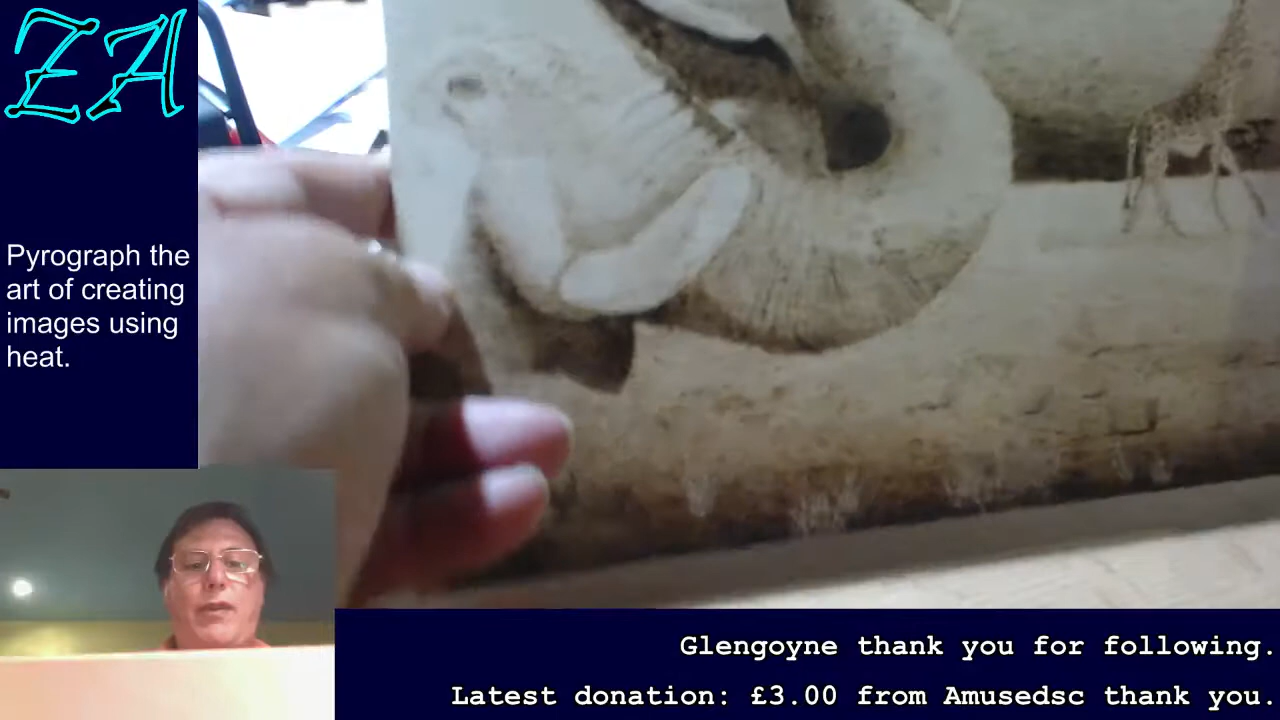 ZA
Pyrograph the
art of creating
images using
heat.
Glengoyne thank you for following.
Latest donation: £3.00 from Amusedsc thank you.